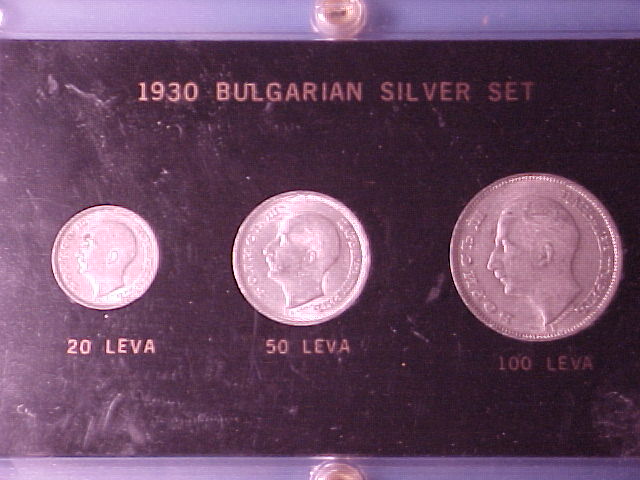 1930 BULGARIAN SILVER SET
20 LEVA
50 LEVA
100 LEVA